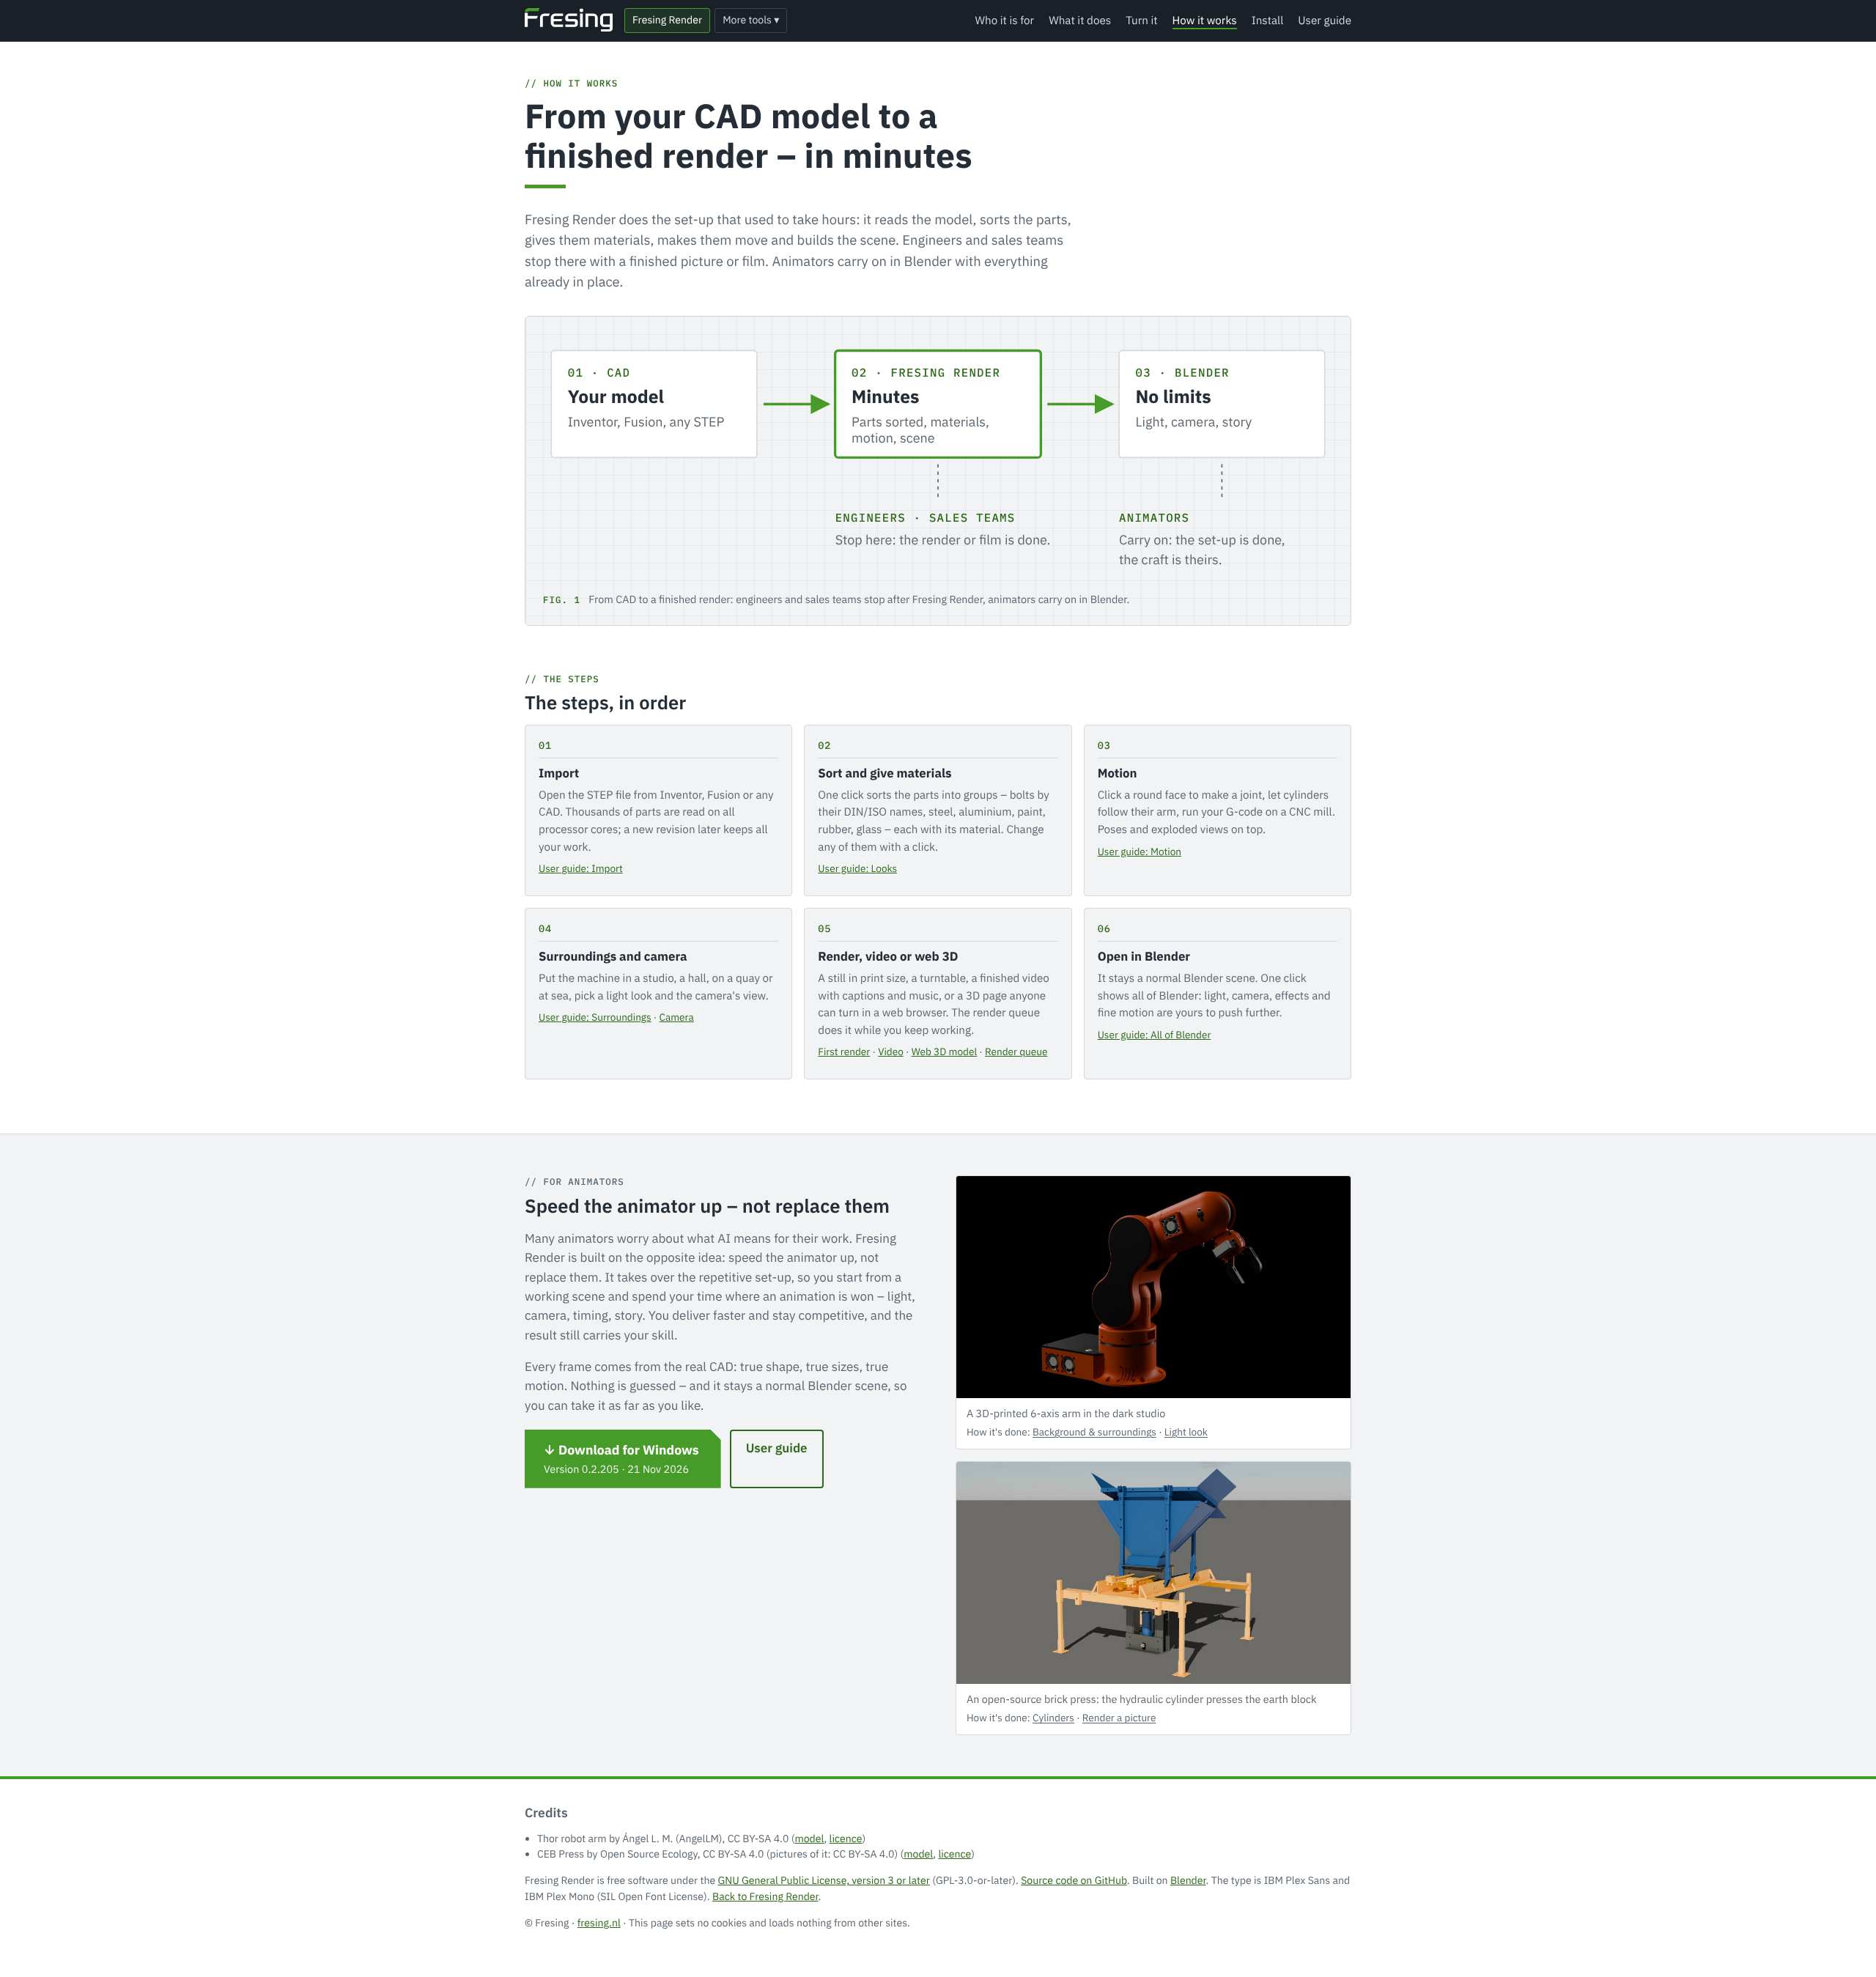 Fresing
Fresing Render
More tools ▾
Who it is for
What it does
Turn it
How it works
Install
User guide
// HOW IT WORKS
From your CAD model to a
finished render – in minutes
Fresing Render does the set-up that used to take hours: it reads the model, sorts the parts,
gives them materials, makes them move and builds the scene. Engineers and sales teams
stop there with a finished picture or film. Animators carry on in Blender with everything
already in place.
01 · CAD
Your model
Inventor, Fusion, any STEP
02 · FRESING RENDER
Minutes
Parts sorted, materials,
motion, scene
03 · BLENDER
No limits
Light, camera, story
ENGINEERS · SALES TEAMS
Stop here: the render or film is done.
ANIMATORS
Carry on: the set-up is done,
the craft is theirs.
FIG. 1 From CAD to a finished render: engineers and sales teams stop after Fresing Render, animators carry on in Blender.
// THE STEPS
The steps, in order
01
Import
Open the STEP file from Inventor, Fusion or any
CAD. Thousands of parts are read on all
processor cores; a new revision later keeps all
your work.
User guide: Import
02
Sort and give materials
One click sorts the parts into groups – bolts by
their DIN/ISO names, steel, aluminium, paint,
rubber, glass – each with its material. Change
any of them with a click.
User guide: Looks
03
Motion
Click a round face to make a joint, let cylinders
follow their arm, run your G-code on a CNC mill.
Poses and exploded views on top.
User guide: Motion
04
Surroundings and camera
Put the machine in a studio, a hall, on a quay or
at sea, pick a light look and the camera's view.
User guide: Surroundings · Camera
05
Render, video or web 3D
A still in print size, a turntable, a finished video
with captions and music, or a 3D page anyone
can turn in a web browser. The render queue
does it while you keep working.
First render · Video · Web 3D model · Render queue
06
Open in Blender
It stays a normal Blender scene. One click
shows all of Blender: light, camera, effects and
fine motion are yours to push further.
User guide: All of Blender
// FOR ANIMATORS
Speed the animator up – not replace them
Many animators worry about what AI means for their work. Fresing
Render is built on the opposite idea: speed the animator up, not
replace them. It takes over the repetitive set-up, so you start from a
working scene and spend your time where an animation is won – light,
camera, timing, story. You deliver faster and stay competitive, and the
result still carries your skill.
Every frame comes from the real CAD: true shape, true sizes, true
motion. Nothing is guessed – and it stays a normal Blender scene, so
you can take it as far as you like.
↓ Download for Windows
Version 0.2.205 · 21 Nov 2026
User guide
A 3D-printed 6-axis arm in the dark studio
How it's done: Background & surroundings · Light look
An open-source brick press: the hydraulic cylinder presses the earth block
How it's done: Cylinders · Render a picture
Credits
• Thor robot arm by Ángel L. M. (AngelLM), CC BY-SA 4.0 (model, licence)
• CEB Press by Open Source Ecology, CC BY-SA 4.0 (pictures of it: CC BY-SA 4.0) (model, licence)
Fresing Render is free software under the GNU General Public License, version 3 or later (GPL-3.0-or-later). Source code on GitHub. Built on Blender. The type is IBM Plex Sans and
IBM Plex Mono (SIL Open Font License). Back to Fresing Render.
© Fresing · fresing.nl · This page sets no cookies and loads nothing from other sites.